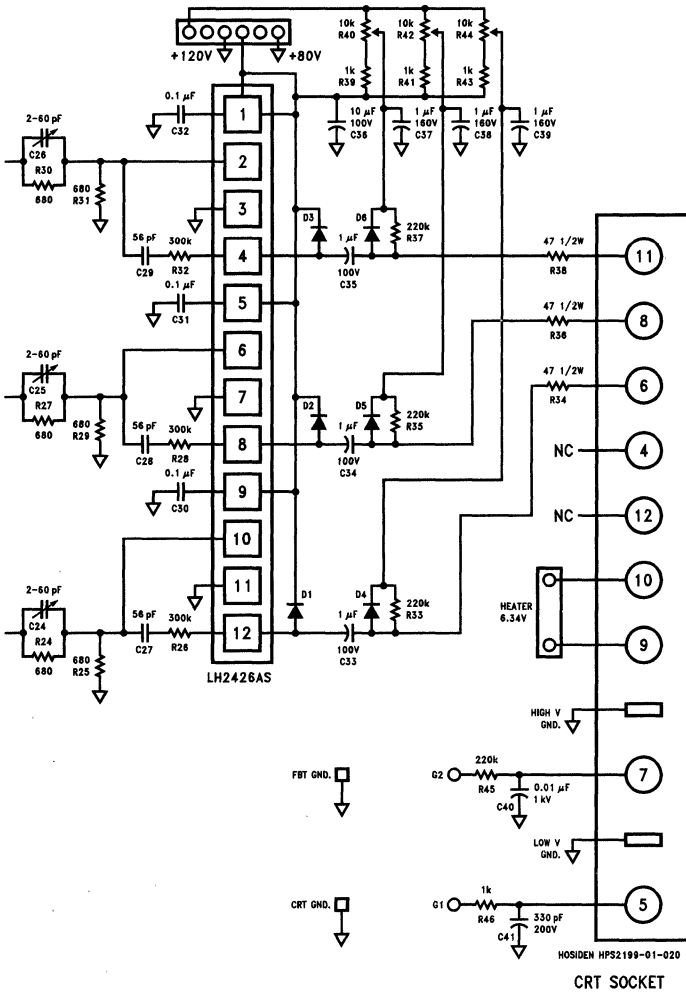 +120V
+80V
10k
R40
10k
R42
10k
R44
1k
R39
1k
R41
1k
R43
0.1 µF
C32
10 µF
100V
C36
1 µF
160V
C37
1 µF
160V
C38
1 µF
160V
C39
2-60 pF
C26
R30
680
680
R31
1
2
3
4
5
6
7
8
9
10
11
12
LH2426AS
56 pF
C29
300k
R32
0.1 µF
C31
D3
D6
1 µF
100V
C35
220k
R37
47 1/2W
R38
11
47 1/2W
R36
8
47 1/2W
R34
6
2-60 pF
C25
R27
680
680
R29
56 pF
C28
300k
R28
0.1 µF
C30
D2
D5
1 µF
100V
C34
220k
R35
NC
4
NC
12
2-60 pF
C24
R24
680
680
R25
56 pF
C27
300k
R26
D1
D4
1 µF
100V
C33
220k
R33
HEATER
6.34V
10
9
HIGH V
GND.
FBT GND.
G2
220k
R45
C40
0.01 µF
1 kV
7
LOW V
GND.
CRT GND.
G1
1k
R46
C41
330 pF
200V
5
HOSIDEN HPS2199-01-020
CRT SOCKET